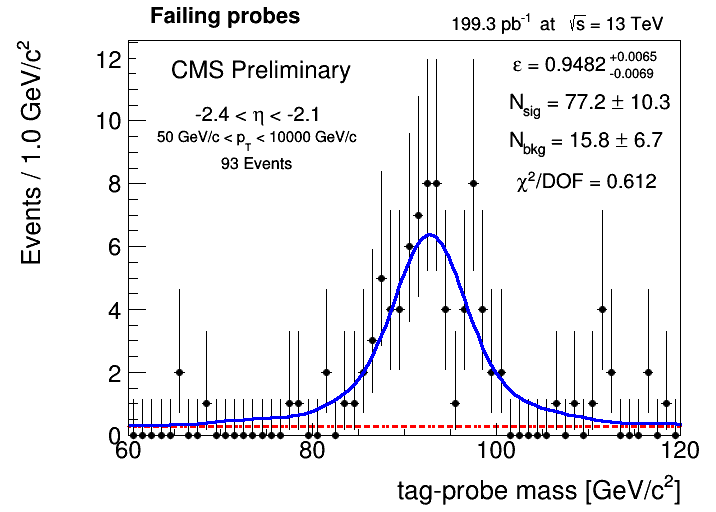 Failing probes
199.3 pb⁻¹ at √s = 13 TeV
CMS Preliminary
-2.4 < η < -2.1
50 GeV/c < p_T < 10000 GeV/c
93 Events
ε = 0.9482 +0.0065 -0.0069
N_sig = 77.2 ± 10.3
N_bkg = 15.8 ± 6.7
χ²/DOF = 0.612
Events / 1.0 GeV/c²
12
10
8
6
4
2
0
60 80 100 120
tag-probe mass [GeV/c²]